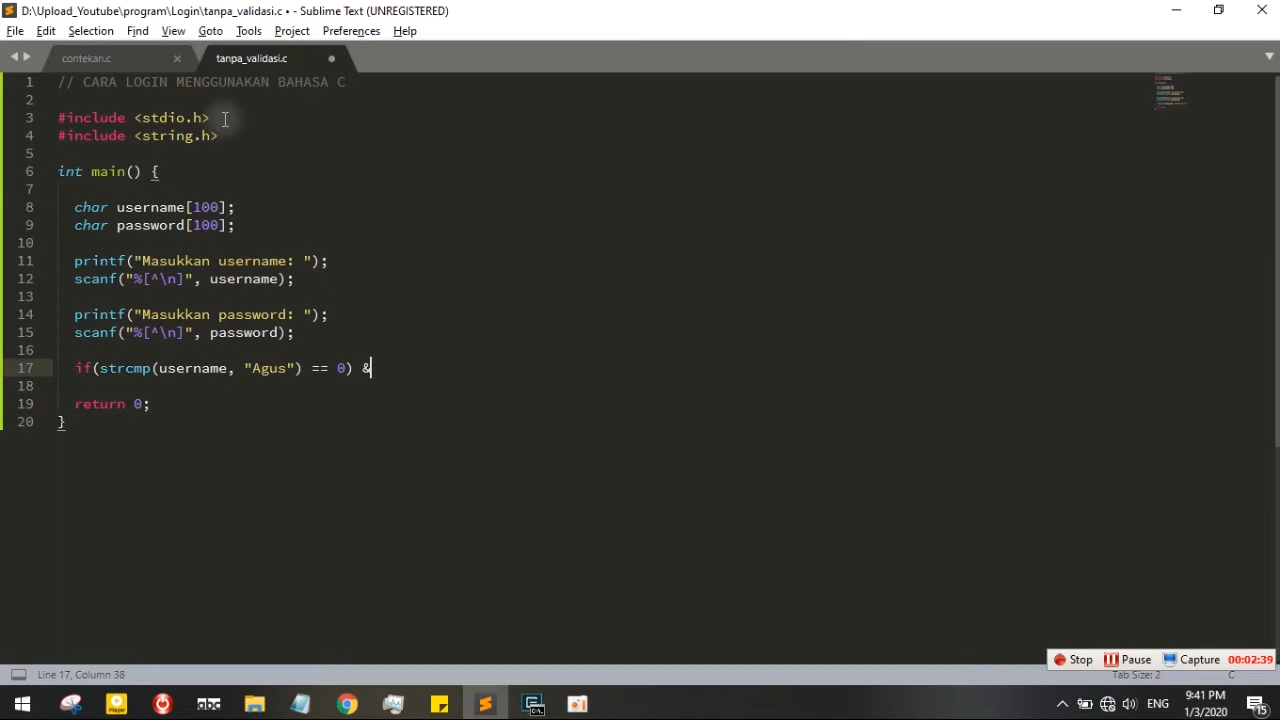 D:\Upload_Youtube\program\Login\tanpa_validasi.c • - Sublime Text (UNREGISTERED)
File Edit Selection Find View Goto Tools Project Preferences Help
contekan.c tanpa_validasi.c
1 // CARA LOGIN MENGGUNAKAN BAHASA C
2
3 #include <stdio.h>
4 #include <string.h>
5
6 int main() {
7
8 char username[100];
9 char password[100];
10
11 printf("Masukkan username: ");
12 scanf("%[^\n]", username);
13
14 printf("Masukkan password: ");
15 scanf("%[^\n]", password);
16
17 if(strcmp(username, "Agus") == 0) &
18
19 return 0;
20 }
Stop Pause Capture 00:02:39
Line 17, Column 38
Tab Size: 2 C
abc
Player
C:\.
ENG
9:41 PM
1/3/2020
15